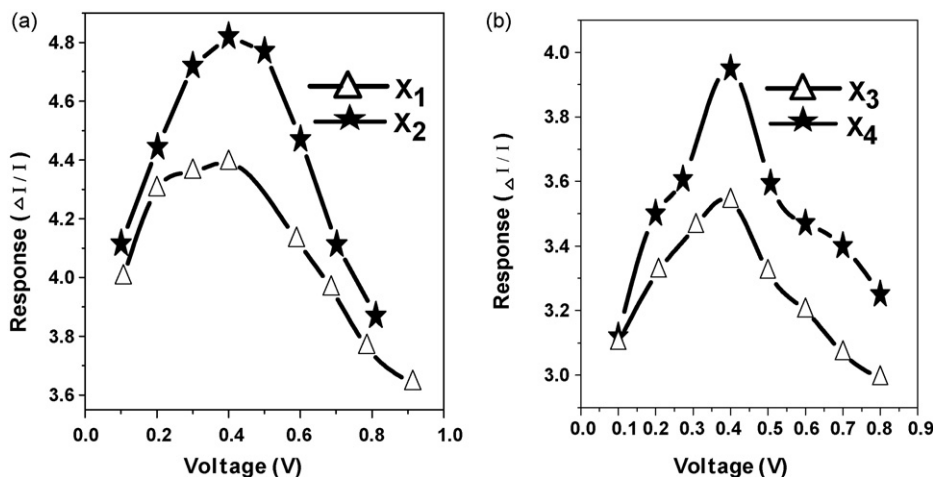 (a)
4.8
4.6
4.4
4.2
4.0
3.8
3.6
Response (△I/I)
X1
X2
0.0 0.2 0.4 0.6 0.8 1.0
Voltage (V)
(b)
4.0
3.8
3.6
3.4
3.2
3.0
Response (△I/I)
X3
X4
0.0 0.1 0.2 0.3 0.4 0.5 0.6 0.7 0.8 0.9
Voltage (V)